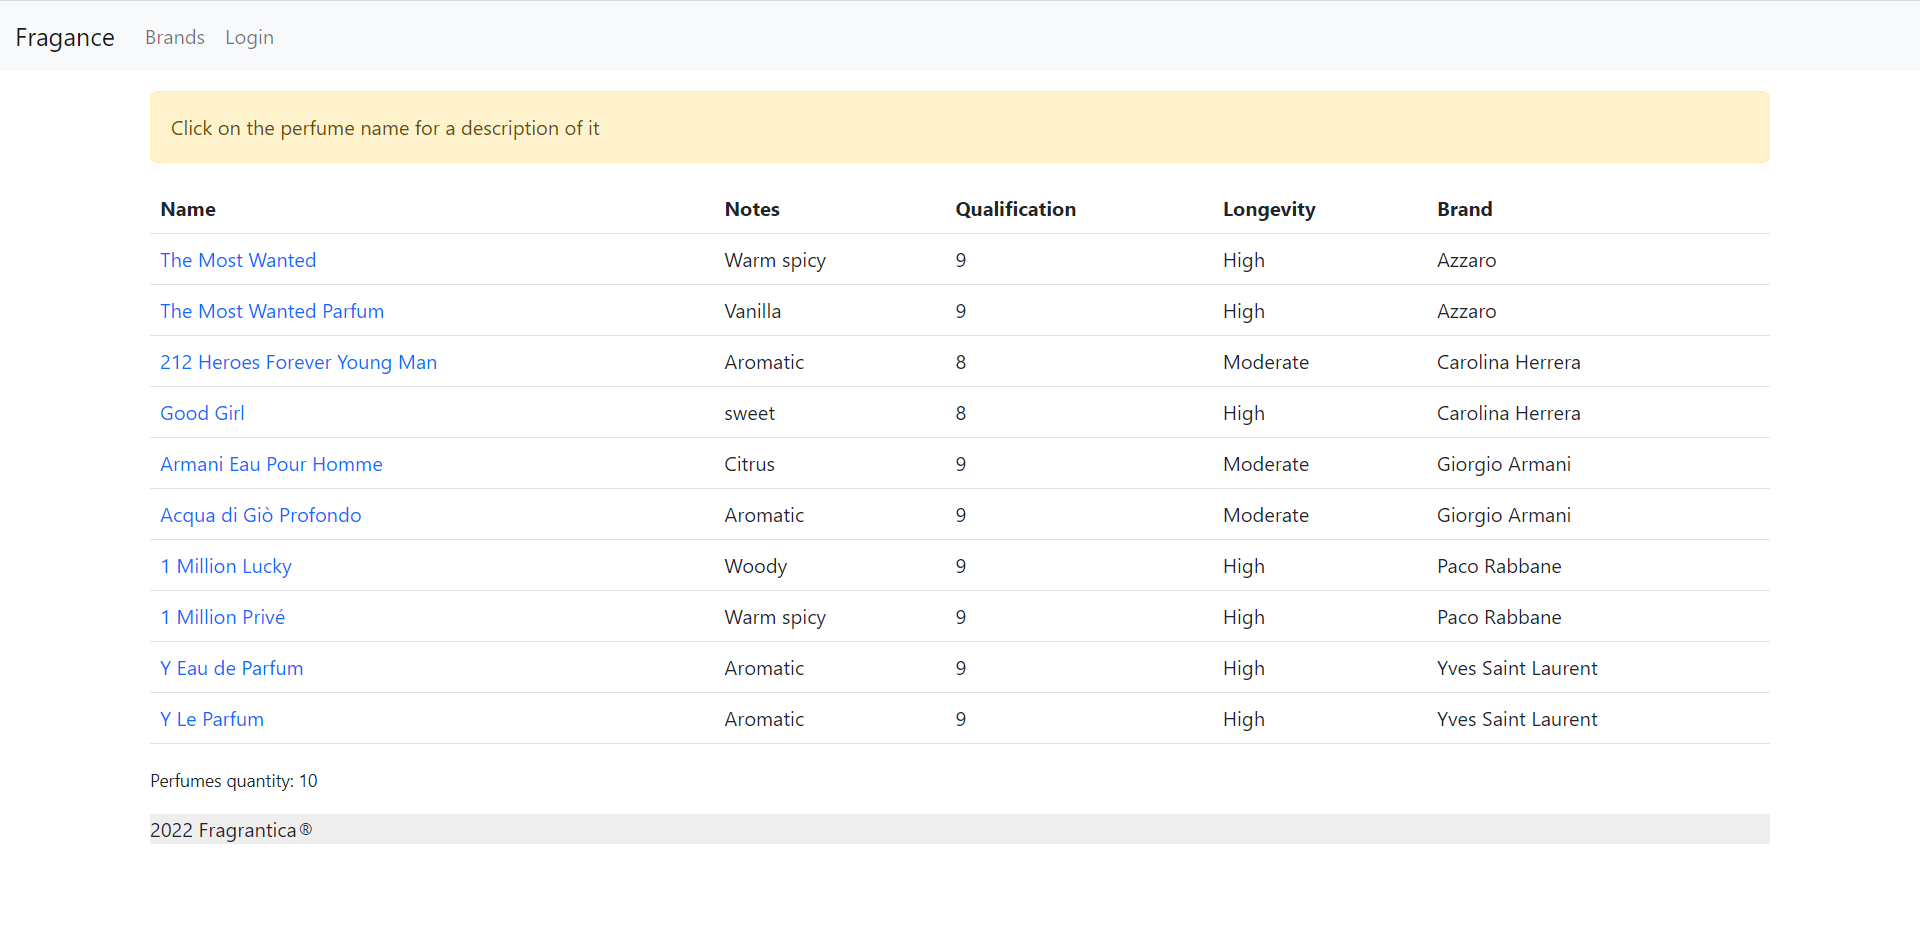 Fragance Brands Login
Click on the perfume name for a description of it
Name Notes Qualification Longevity Brand
The Most Wanted Warm spicy 9 High Azzaro
The Most Wanted Parfum Vanilla 9 High Azzaro
212 Heroes Forever Young Man Aromatic 8 Moderate Carolina Herrera
Good Girl sweet 8 High Carolina Herrera
Armani Eau Pour Homme Citrus 9 Moderate Giorgio Armani
Acqua di Giò Profondo Aromatic 9 Moderate Giorgio Armani
1 Million Lucky Woody 9 High Paco Rabbane
1 Million Privé Warm spicy 9 High Paco Rabbane
Y Eau de Parfum Aromatic 9 High Yves Saint Laurent
Y Le Parfum Aromatic 9 High Yves Saint Laurent
Perfumes quantity: 10
2022 Fragrantica®